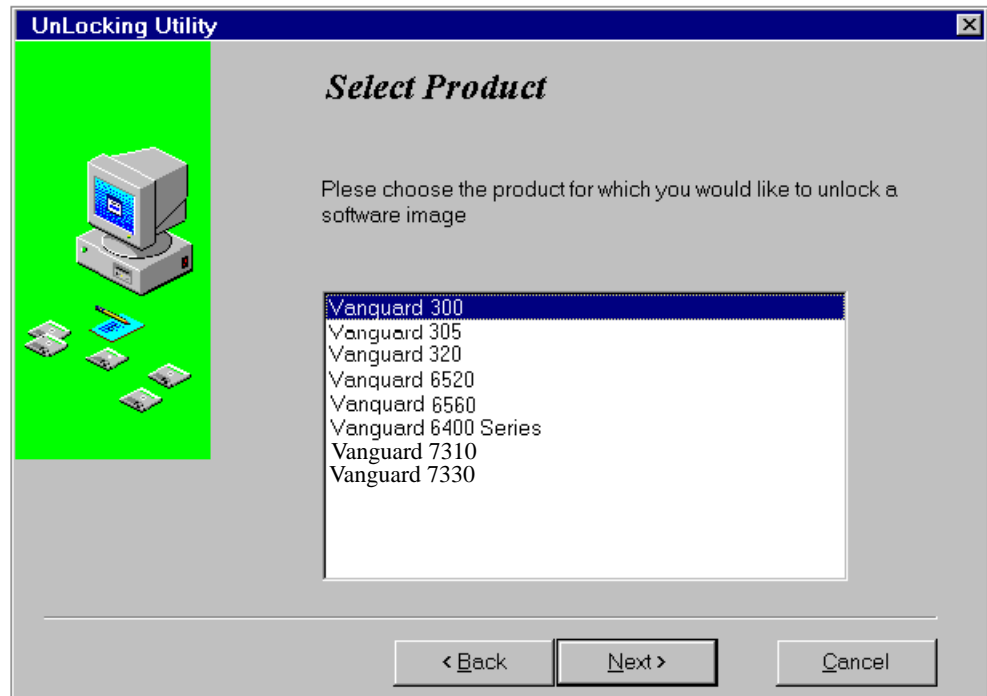 UnLocking Utility
Select Product
Plese choose the product for which you would like to unlock a
software image
Vanguard 300
Vanguard 305
Vanguard 320
Vanguard 6520
Vanguard 6560
Vanguard 6400 Series
Vanguard 7310
Vanguard 7330
< Back
Next >
Cancel